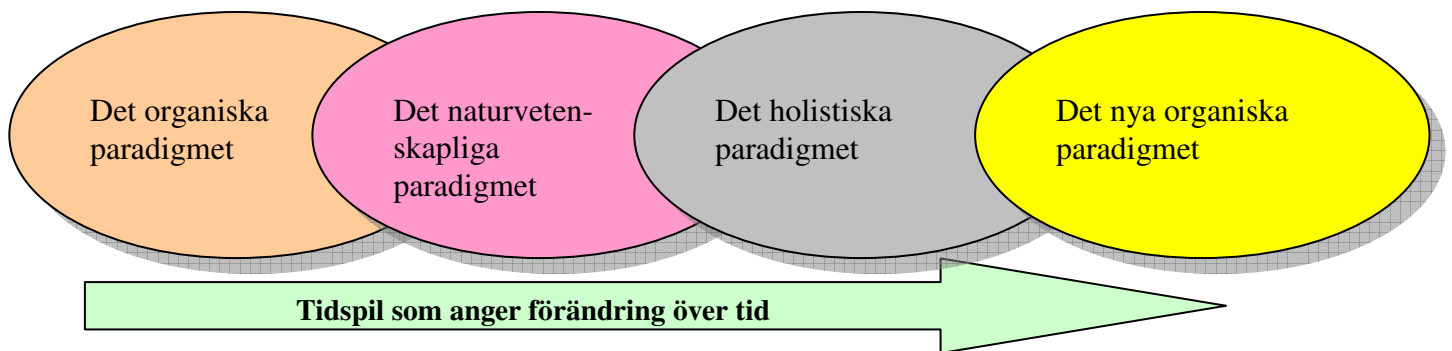 Det organiska
paradigmet
Det naturveten-
skapliga
paradigmet
Det holistiska
paradigmet
Det nya organiska
paradigmet
Tidspil som anger förändring över tid